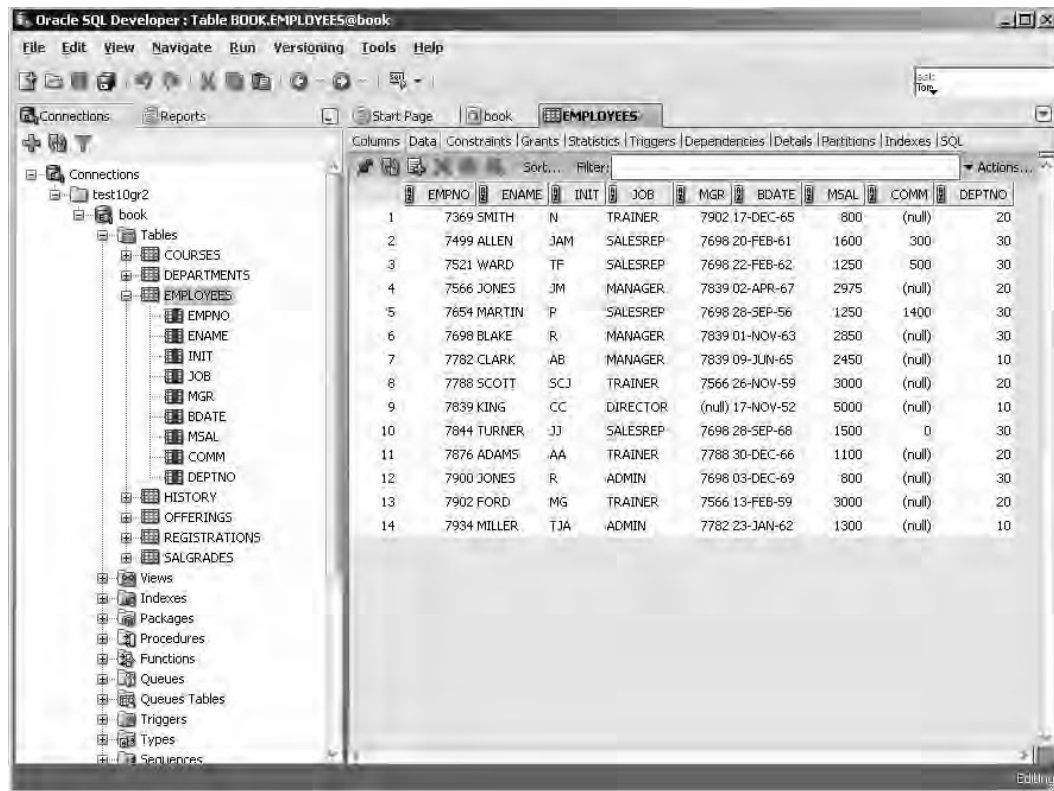 Oracle SQL Developer : Table BOOK.EMPLOYEES@book
File Edit View Navigate Run Versioning Tools Help
Connections Reports Start Page book EMPLOYEES
Columns Data Constraints Grants Statistics Triggers Dependencies Details Partitions Indexes SQL
Sort... Filter: Actions...
Connections
test10gr2
book
Tables
COURSES
DEPARTMENTS
EMPLOYEES
EMPNO
ENAME
INIT
JOB
MGR
BDATE
MSAL
COMM
DEPTNO
HISTORY
OFFERINGS
REGISTRATIONS
SALGRADES
Views
Indexes
Packages
Procedures
Functions
Queues
Queues Tables
Triggers
Types
Sequences
EMPNO ENAME INIT JOB MGR BDATE MSAL COMM DEPTNO
1 7369 SMITH N TRAINER 7902 17-DEC-65 800 (null) 20
2 7499 ALLEN JAM SALESREP 7698 20-FEB-61 1600 300 30
3 7521 WARD TF SALESREP 7698 22-FEB-62 1250 500 30
4 7566 JONES JM MANAGER 7839 02-APR-67 2975 (null) 20
5 7654 MARTIN P SALESREP 7698 28-SEP-56 1250 1400 30
6 7698 BLAKE R MANAGER 7839 01-NOV-63 2850 (null) 30
7 7782 CLARK AB MANAGER 7839 09-JUN-65 2450 (null) 10
8 7788 SCOTT SCJ TRAINER 7566 26-NOV-59 3000 (null) 20
9 7839 KING CC DIRECTOR (null) 17-NOV-52 5000 (null) 10
10 7844 TURNER JJ SALESREP 7698 28-SEP-68 1500 0 30
11 7876 ADAMS AA TRAINER 7788 30-DEC-66 1100 (null) 20
12 7900 JONES R ADMIN 7698 03-DEC-69 800 (null) 30
13 7902 FORD MG TRAINER 7566 13-FEB-59 3000 (null) 20
14 7934 MILLER TJA ADMIN 7782 23-JAN-62 1300 (null) 10
Editing